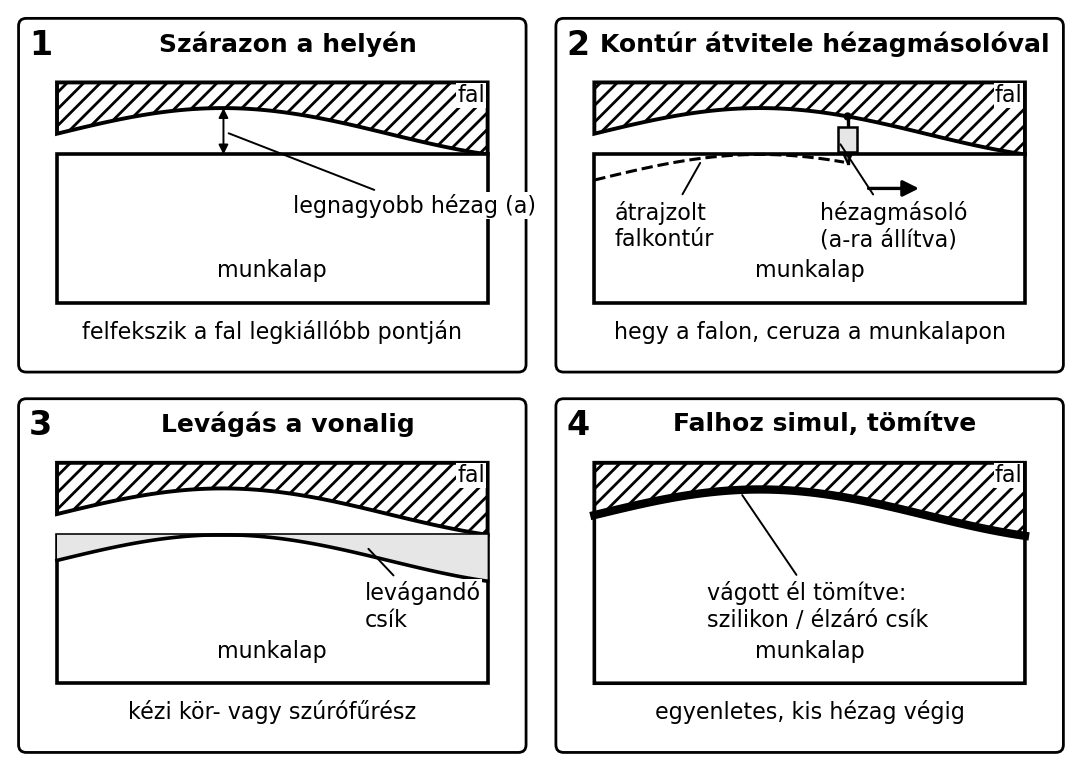 1 Szárazon a helyén
fal
legnagyobb hézag (a)
munkalap
felfekszik a fal legkiállóbb pontján
2 Kontúr átvitele hézagmásolóval
fal
átrajzolt
falkontúr
hézagmásoló
(a-ra állítva)
munkalap
hegy a falon, ceruza a munkalapon
3 Levágás a vonalig
fal
levágandó
csík
munkalap
kézi kör- vagy szúrófűrész
4 Falhoz simul, tömítve
fal
vágott él tömítve:
szilikon / élzáró csík
munkalap
egyenletes, kis hézag végig